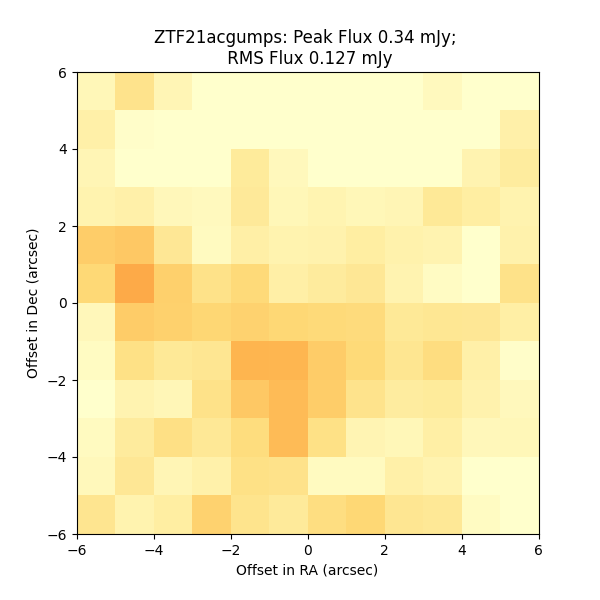 ZTF21acgumps: Peak Flux 0.34 mJy;
RMS Flux 0.127 mJy
6
4
2
0
−2
−4
−6
Offset in Dec (arcsec)
−6 −4 −2 0 2 4 6
Offset in RA (arcsec)